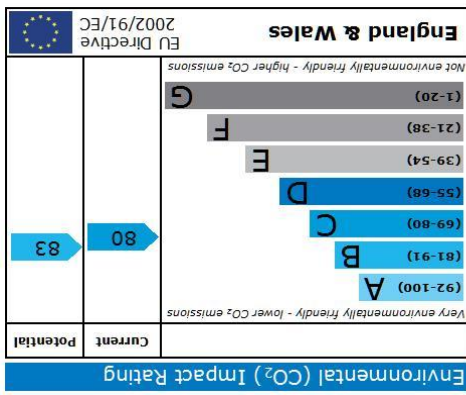 Environmental (CO₂) Impact Rating
Current Potential
Very environmentally friendly - lower CO₂ emissions
(92-100) A
(81-91) B
(69-80) C
(55-68) D
(39-54) E
(21-38) F
(1-20) G
80
83
Not environmentally friendly - higher CO₂ emissions
England & Wales
EU Directive
2002/91/EC